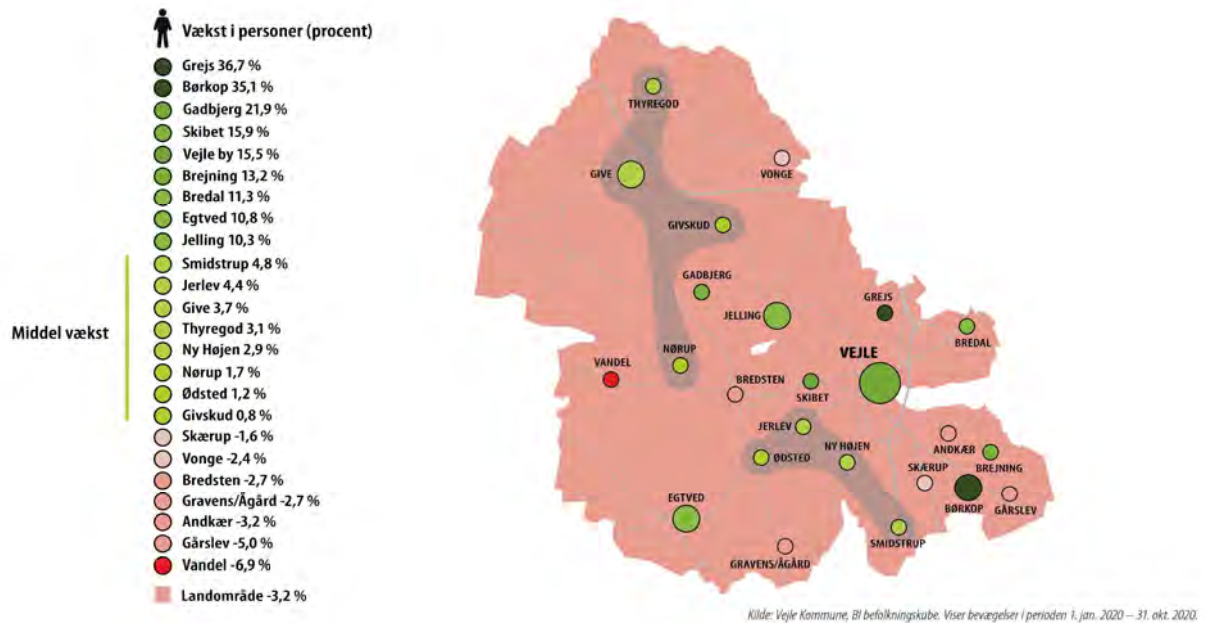 Vækst i personer (procent)
Grejs 36,7 %
Børkop 35,1 %
Gadbjerg 21,9 %
Skibet 15,9 %
Vejle by 15,5 %
Brejning 13,2 %
Bredal 11,3 %
Egtved 10,8 %
Jelling 10,3 %
Smidstrup 4,8 %
Jerlev 4,4 %
Give 3,7 %
Thyregod 3,1 %
Ny Højen 2,9 %
Nørup 1,7 %
Ødsted 1,2 %
Givskud 0,8 %
Skærup -1,6 %
Vonge -2,4 %
Bredsten -2,7 %
Gravens/Ågård -2,7 %
Andkær -3,2 %
Gårslev -5,0 %
Vandel -6,9 %
Landområde -3,2 %
Middel vækst
THYREGOD
GIVE
VONGE
GIVSKUD
GADBJERG
GREJS
JELLING
BREDAL
NØRUP
VEJLE
VANDEL
BREDSTEN
SKIBET
JERLEV
NY HØJEN
ANDKÆR
ØDSTED
SKÆRUP
BREJNING
EGTVED
BØRKOP
GÅRSLEV
SMIDSTRUP
GRAVENS/ÅGÅRD
Kilde: Vejle Kommune, BI befolkningskube. Viser bevægelser i perioden 1. jan. 2020 – 31. okt. 2020.